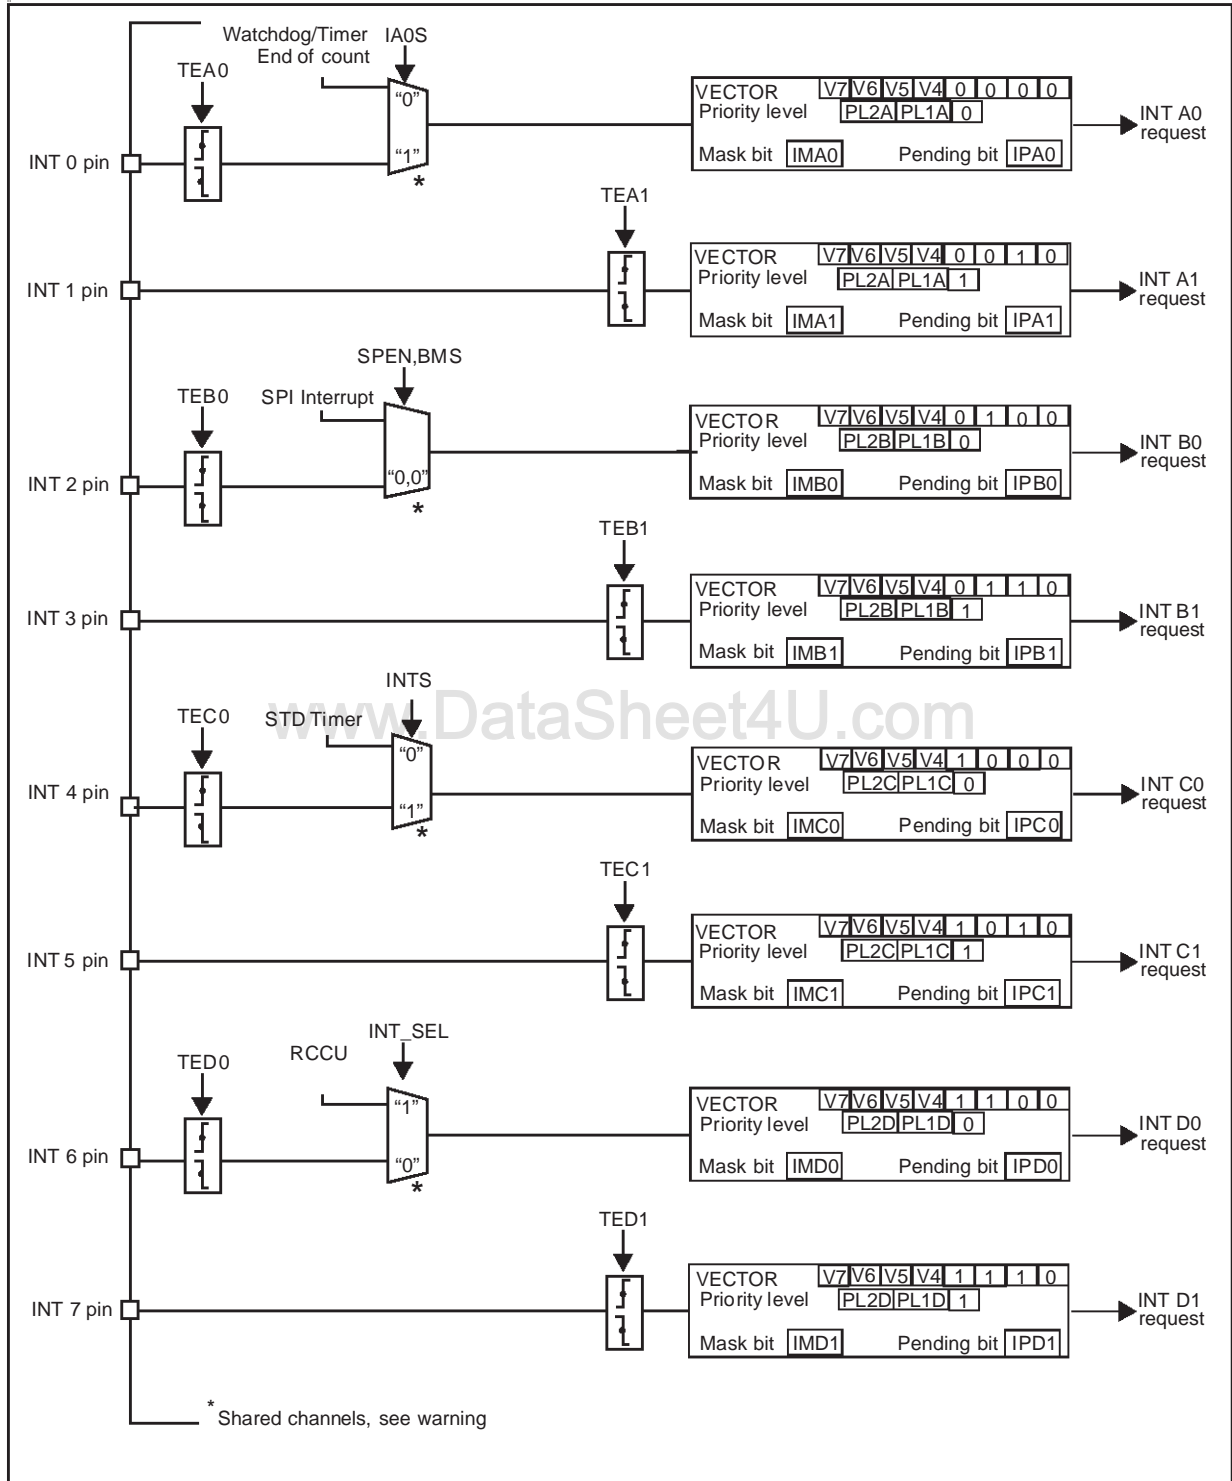 Watchdog/Timer
End of count
IA0S
TEA0
"0"
"1"
*
INT 0 pin
VECTOR V7 V6 V5 V4 0 0 0 0
Priority level PL2A PL1A 0
Mask bit IMA0 Pending bit IPA0
INT A0
request
TEA1
INT 1 pin
VECTOR V7 V6 V5 V4 0 0 1 0
Priority level PL2A PL1A 1
Mask bit IMA1 Pending bit IPA1
INT A1
request
SPEN,BMS
TEB0
SPI Interrupt
"0,0"
*
INT 2 pin
VECTOR V7 V6 V5 V4 0 1 0 0
Priority level PL2B PL1B 0
Mask bit IMB0 Pending bit IPB0
INT B0
request
TEB1
INT 3 pin
VECTOR V7 V6 V5 V4 0 1 1 0
Priority level PL2B PL1B 1
Mask bit IMB1 Pending bit IPB1
INT B1
request
INTS
TEC0
STD Timer
www.DataSheet4U.com
"0"
"1"
*
INT 4 pin
VECTOR V7 V6 V5 V4 1 0 0 0
Priority level PL2C PL1C 0
Mask bit IMC0 Pending bit IPC0
INT C0
request
TEC1
INT 5 pin
VECTOR V7 V6 V5 V4 1 0 1 0
Priority level PL2C PL1C 1
Mask bit IMC1 Pending bit IPC1
INT C1
request
INT_SEL
TED0
RCCU
"1"
"0"
*
INT 6 pin
VECTOR V7 V6 V5 V4 1 1 0 0
Priority level PL2D PL1D 0
Mask bit IMD0 Pending bit IPD0
INT D0
request
TED1
INT 7 pin
VECTOR V7 V6 V5 V4 1 1 1 0
Priority level PL2D PL1D 1
Mask bit IMD1 Pending bit IPD1
INT D1
request
* Shared channels, see warning